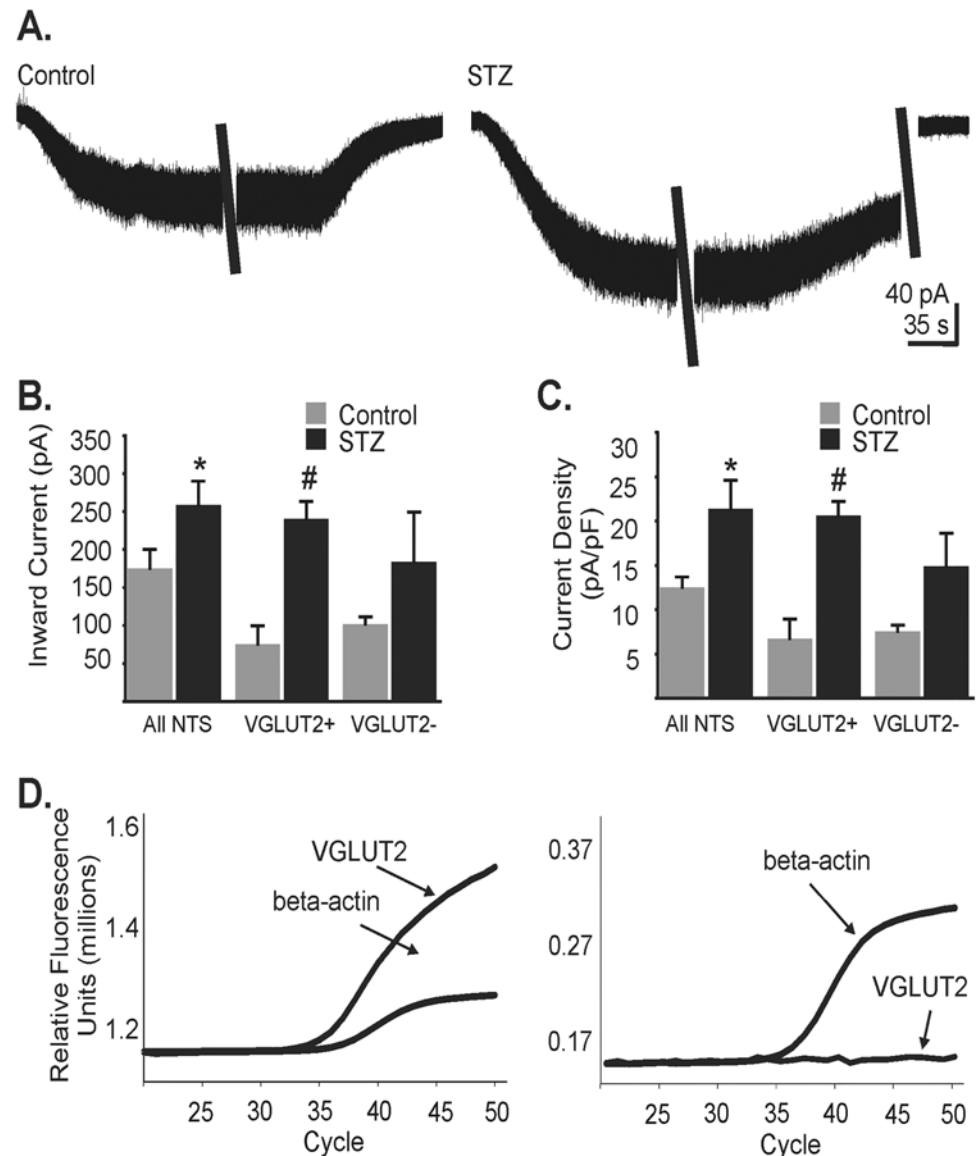 A.
Control
STZ
40 pA
35 s
B.
Control
STZ
Inward Current (pA)
350
300
250
200
150
100
50
*
#
All NTS
VGLUT2+
VGLUT2-
C.
Control
STZ
Current Density
(pA/pF)
30
25
20
15
10
5
*
#
All NTS
VGLUT2+
VGLUT2-
D.
Relative Fluorescence
Units (millions)
1.6
1.4
1.2
VGLUT2
beta-actin
25 30 35 40 45 50
Cycle
0.37
0.27
0.17
beta-actin
VGLUT2
25 30 35 40 45 50
Cycle